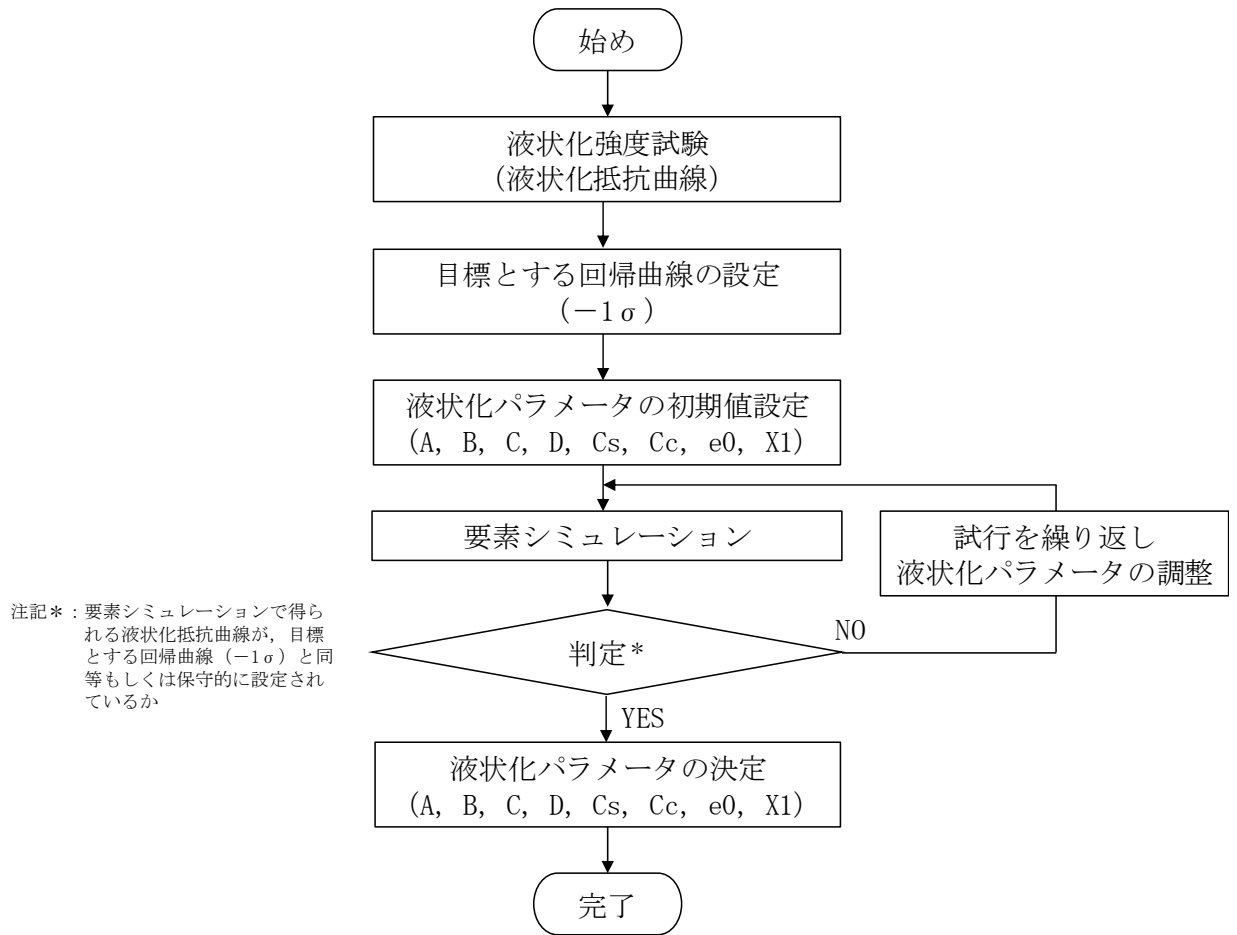 始め
液状化強度試験
(液状化抵抗曲線)
目標とする回帰曲線の設定
(-1σ)
液状化パラメータの初期値設定
(A, B, C, D, Cs, Cc, e0, X1)
要素シミュレーション
試行を繰り返し
液状化パラメータの調整
注記*:要素シミュレーションで得ら
れる液状化抵抗曲線が,目標
とする回帰曲線(-1σ)と同
等もしくは保守的に設定され
ているか
判定*
NO
YES
液状化パラメータの決定
(A, B, C, D, Cs, Cc, e0, X1)
完了